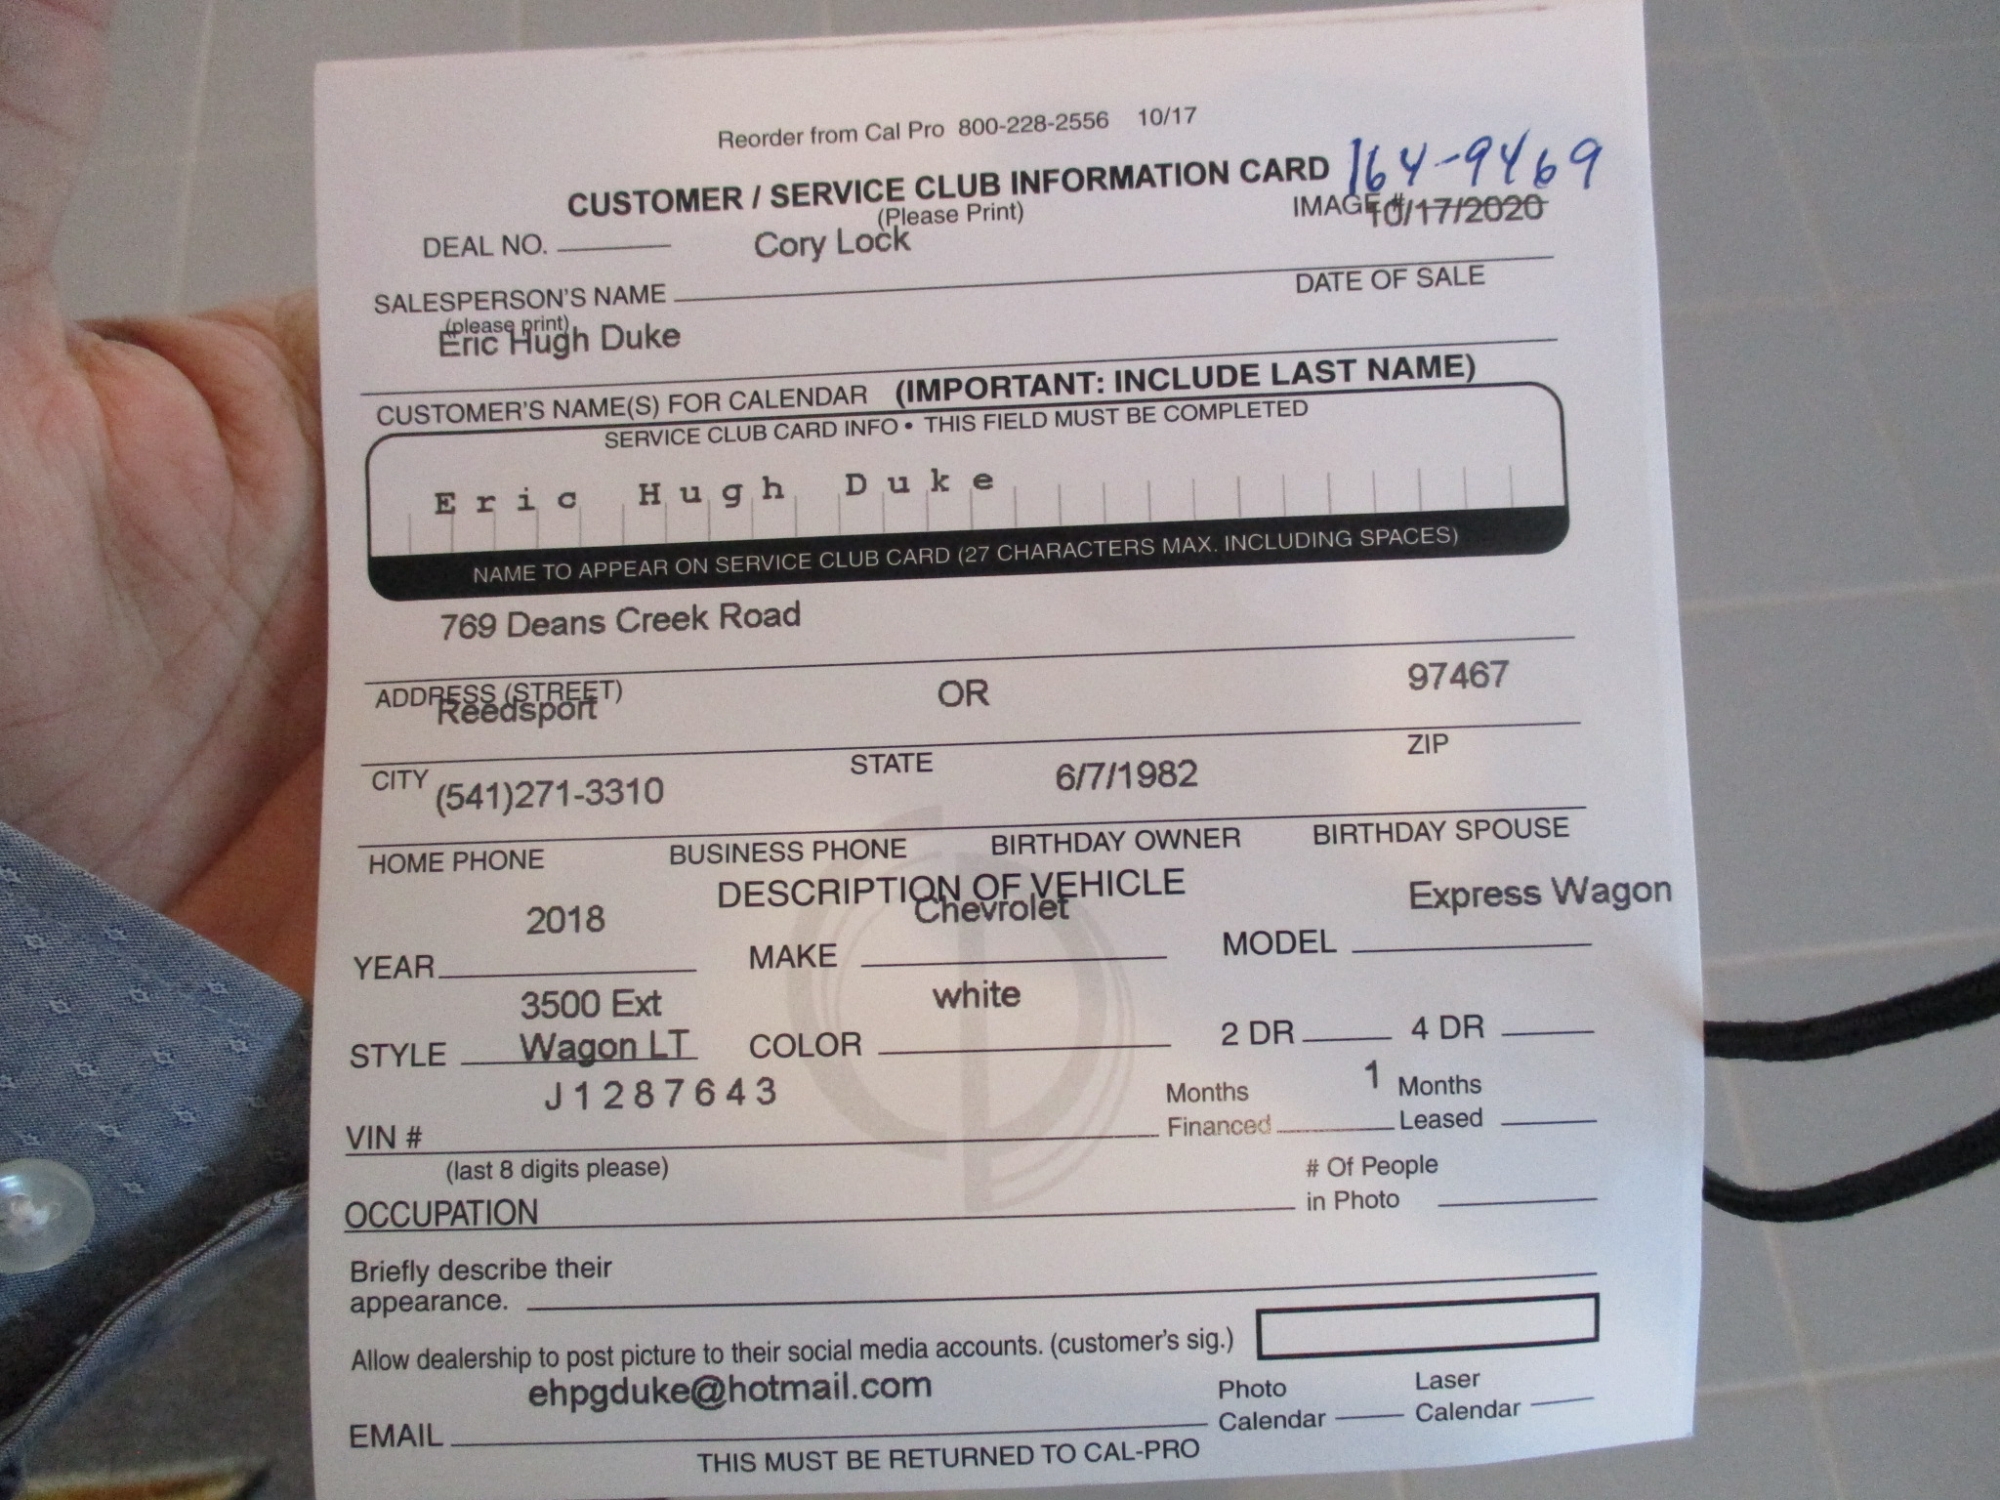 Reorder from Cal Pro 800-228-2556 10/17
CUSTOMER / SERVICE CLUB INFORMATION CARD 164-9469
(Please Print) IMAGE # 10/17/2020
DEAL NO. Cory Lock
SALESPERSON'S NAME DATE OF SALE
(please print)
Eric Hugh Duke
CUSTOMER'S NAME(S) FOR CALENDAR (IMPORTANT: INCLUDE LAST NAME)
SERVICE CLUB CARD INFO • THIS FIELD MUST BE COMPLETED
Eric Hugh Duke
NAME TO APPEAR ON SERVICE CLUB CARD (27 CHARACTERS MAX. INCLUDING SPACES)
769 Deans Creek Road
ADDRESS (STREET)
Reedsport OR 97467
CITY STATE ZIP
(541)271-3310 6/7/1982
HOME PHONE BUSINESS PHONE BIRTHDAY OWNER BIRTHDAY SPOUSE
DESCRIPTION OF VEHICLE
2018 Chevrolet Express Wagon
YEAR MAKE MODEL
3500 Ext white
STYLE Wagon LT COLOR 2 DR 4 DR
J1287643 Months 1 Months
VIN # Financed Leased
(last 8 digits please) # Of People
OCCUPATION in Photo
Briefly describe their
appearance.
Allow dealership to post picture to their social media accounts. (customer's sig.)
ehpgduke@hotmail.com Photo Laser
EMAIL Calendar Calendar
THIS MUST BE RETURNED TO CAL-PRO